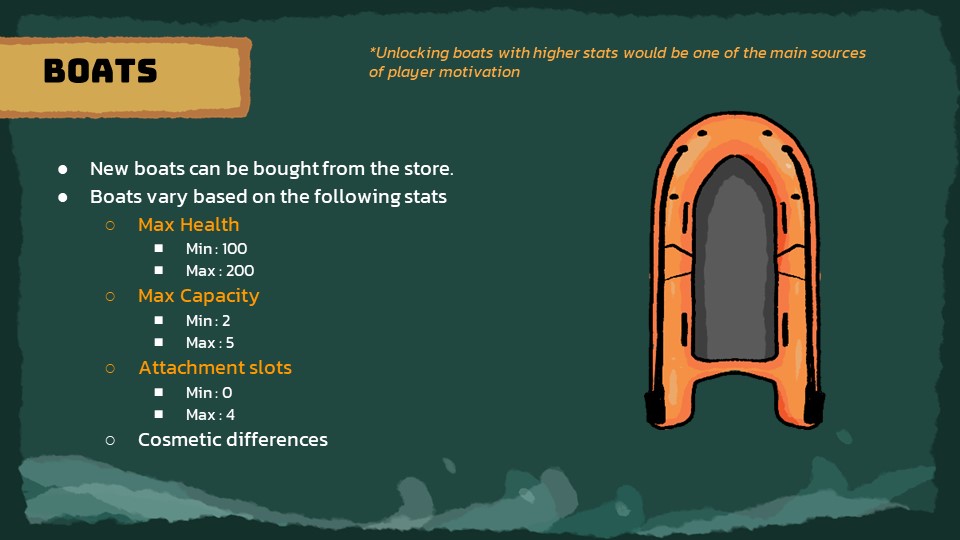 BOATS
*Unlocking boats with higher stats would be one of the main sources
of player motivation
● New boats can be bought from the store.
● Boats vary based on the following stats
○ Max Health
■ Min : 100
■ Max : 200
○ Max Capacity
■ Min : 2
■ Max : 5
○ Attachment slots
■ Min : 0
■ Max : 4
○ Cosmetic differences